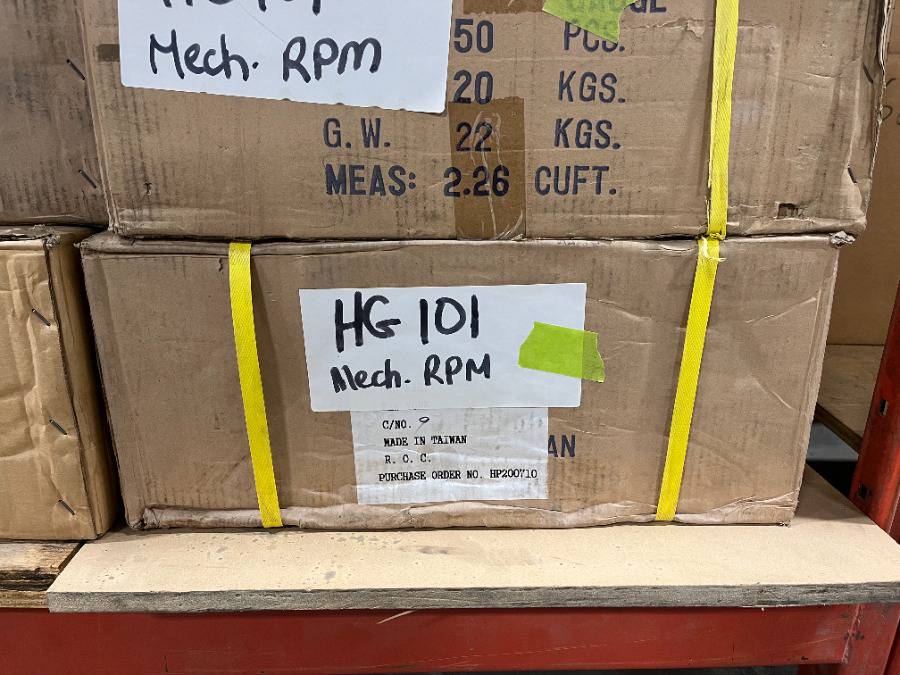 Mech. RPM
50 PCS.
20 KGS.
G.W. 22 KGS.
MEAS: 2.26 CUFT.
HG 101
Mech. RPM
C/NO. 9
MADE IN TAIWAN
R. O. C.
PURCHASE ORDER NO. HP200710
AN